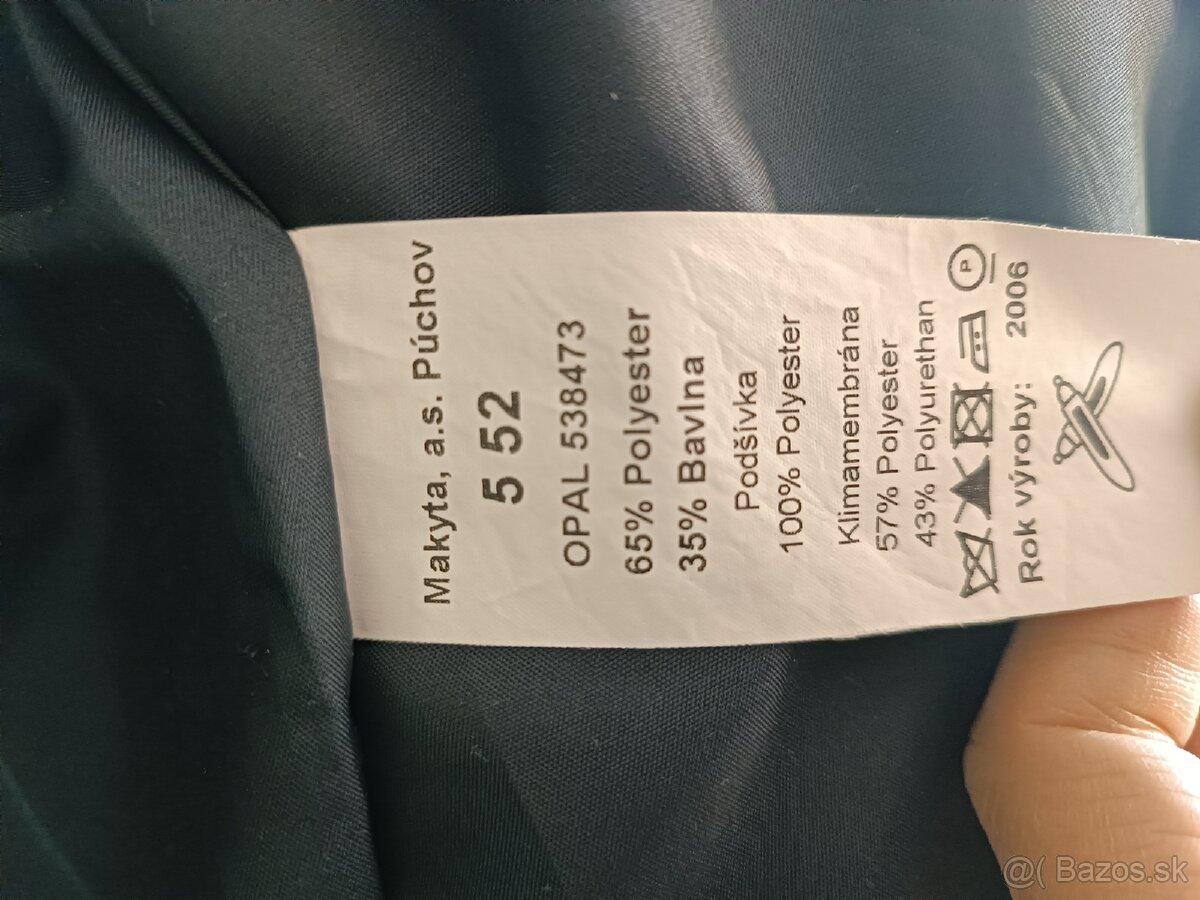 Makyta, a.s. Púchov
5 52
OPAL 538473
65% Polyester
35% Bavlna
Podšívka
100% Polyester
Klimamembrána
57% Polyester
43% Polyurethan
P
Rok výroby: 2006
@( Bazos.sk